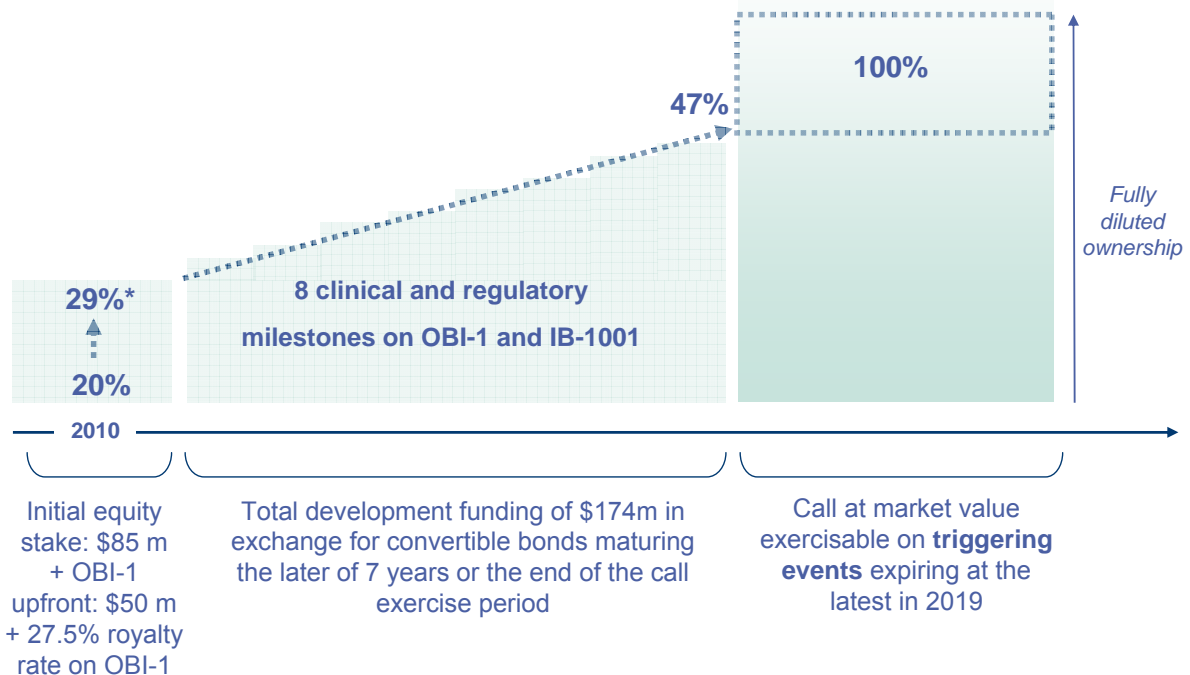 100%
47%
Fully
diluted
ownership
29%*
20%
8 clinical and regulatory
milestones on OBI-1 and IB-1001
2010
Initial equity
stake: $85 m
+ OBI-1
upfront: $50 m
+ 27.5% royalty
rate on OBI-1
Total development funding of $174m in
exchange for convertible bonds maturing
the later of 7 years or the end of the call
exercise period
Call at market value
exercisable on triggering
events expiring at the
latest in 2019